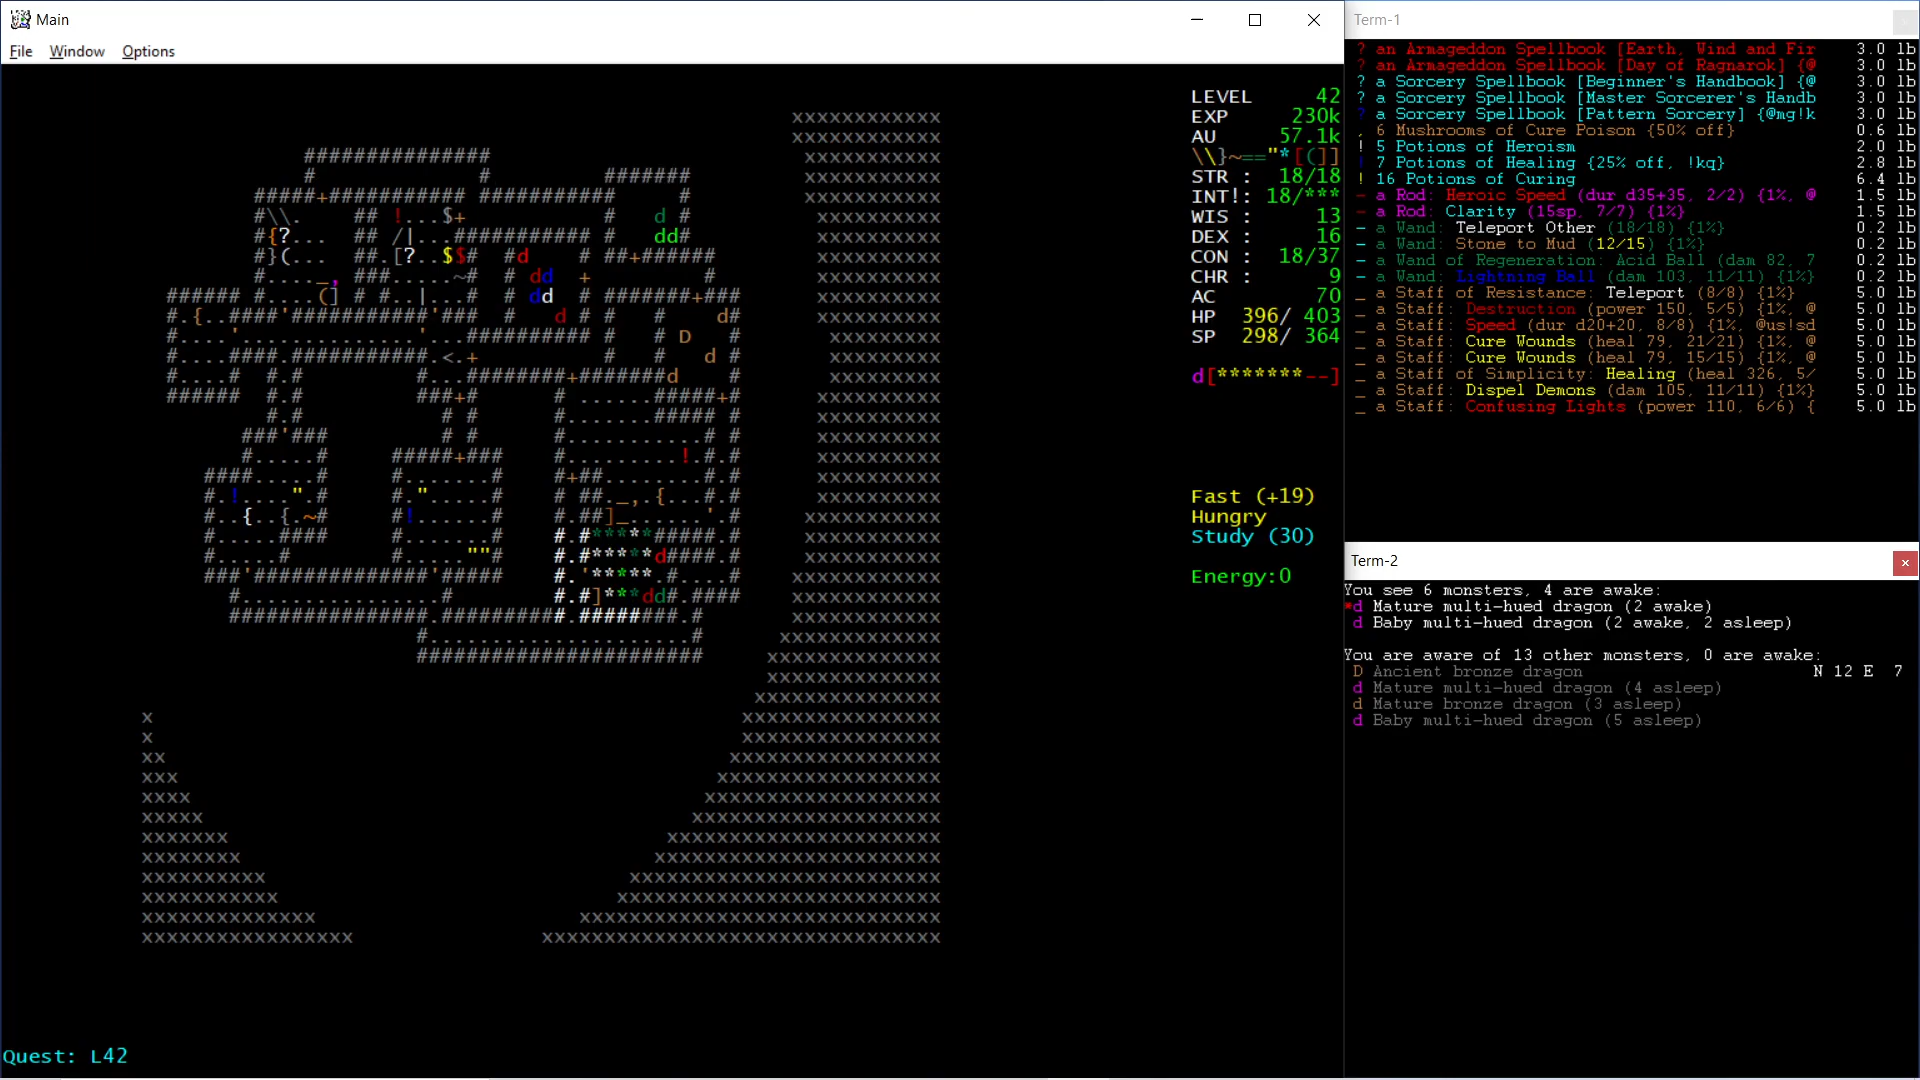 Main
File
Window
Options
LEVEL 42
EXP 230k
AU 57.1k
\\}~=="*[(]]
STR : 18/18
INT!: 18/***
WIS : 13
DEX : 16
CON : 18/37
CHR : 9
AC 70
HP 396/ 403
SP 298/ 364
d[*******--]
Fast (+19)
Hungry
Study (30)
Energy:0
Quest: L42
Term-1
? an Armageddon Spellbook [Earth, Wind and Fir 3.0 lb
? an Armageddon Spellbook [Day of Ragnarok] {@ 3.0 lb
? a Sorcery Spellbook [Beginner's Handbook] {@ 3.0 lb
? a Sorcery Spellbook [Master Sorcerer's Handb 3.0 lb
? a Sorcery Spellbook [Pattern Sorcery] {@mg!k 3.0 lb
, 6 Mushrooms of Cure Poison {50% off} 0.6 lb
! 5 Potions of Heroism 2.0 lb
! 7 Potions of Healing {25% off, !kq} 2.8 lb
! 16 Potions of Curing 6.4 lb
- a Rod: Heroic Speed (dur d35+35, 2/2) {1%, @ 1.5 lb
- a Rod: Clarity (15sp, 7/7) {1%} 1.5 lb
- a Wand: Teleport Other (18/18) {1%} 0.2 lb
- a Wand: Stone to Mud (12/15) {1%} 0.2 lb
- a Wand of Regeneration: Acid Ball (dam 82, 7 0.2 lb
- a Wand: Lightning Ball (dam 103, 11/11) {1%} 0.2 lb
_ a Staff of Resistance: Teleport (8/8) {1%} 5.0 lb
_ a Staff: Destruction (power 150, 5/5) {1%, @ 5.0 lb
_ a Staff: Speed (dur d20+20, 8/8) {1%, @us!sd 5.0 lb
_ a Staff: Cure Wounds (heal 79, 21/21) {1%, @ 5.0 lb
_ a Staff: Cure Wounds (heal 79, 15/15) {1%, @ 5.0 lb
_ a Staff of Simplicity: Healing (heal 326, 5/ 5.0 lb
_ a Staff: Dispel Demons (dam 105, 11/11) {1%} 5.0 lb
_ a Staff: Confusing Lights (power 110, 6/6) { 5.0 lb
Term-2
You see 6 monsters, 4 are awake:
*d Mature multi-hued dragon (2 awake)
d Baby multi-hued dragon (2 awake, 2 asleep)
You are aware of 13 other monsters, 0 are awake:
D Ancient bronze dragon N 12 E 7
d Mature multi-hued dragon (4 asleep)
d Mature bronze dragon (3 asleep)
d Baby multi-hued dragon (5 asleep)